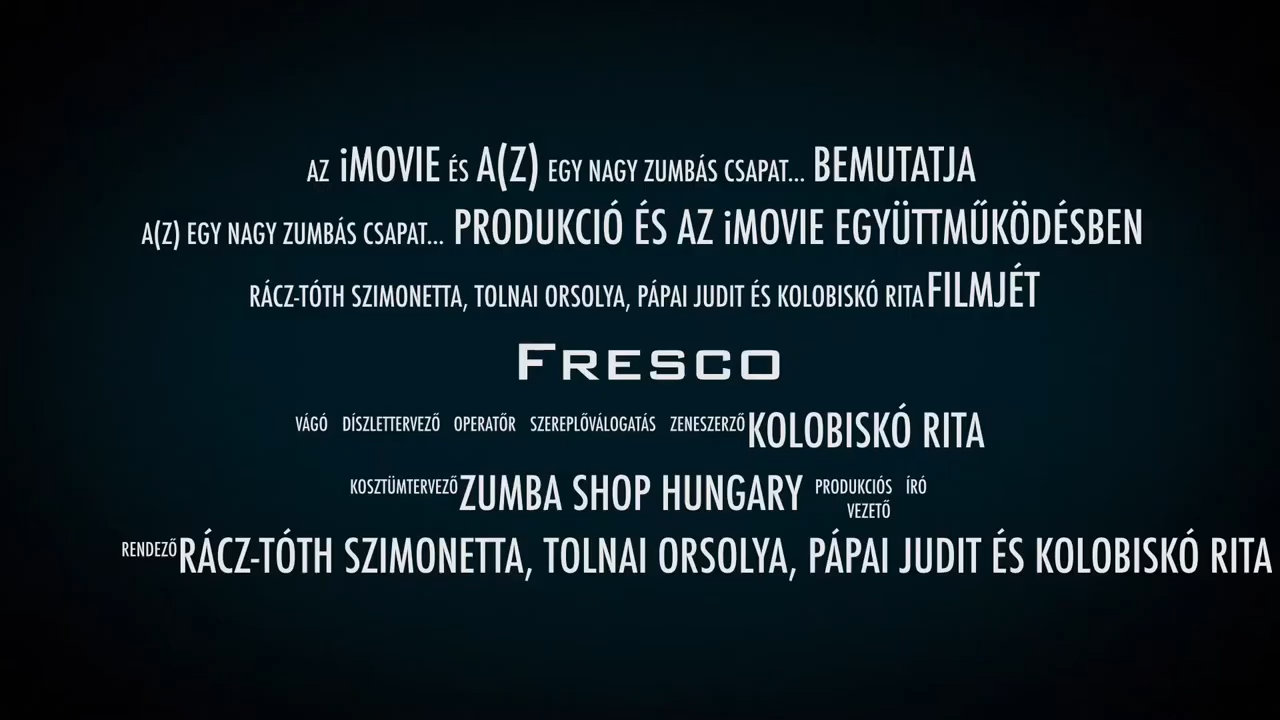 AZ iMOVIE ÉS A(Z) EGY NAGY ZUMBÁS CSAPAT... BEMUTATJA
A(Z) EGY NAGY ZUMBÁS CSAPAT... PRODUKCIÓ ÉS AZ iMOVIE EGYÜTTMŰKÖDÉSBEN
RÁCZ-TÓTH SZIMONETTA, TOLNAI ORSOLYA, PÁPAI JUDIT ÉS KOLOBISKÓ RITA FILMJÉT
FRESCO
VÁGÓ DÍSZLETTERVEZŐ OPERATŐR SZEREPLŐVÁLOGATÁS ZENESZERZŐ KOLOBISKÓ RITA
KOSZTÜMTERVEZŐ ZUMBA SHOP HUNGARY PRODUKCIÓS VEZETŐ ÍRÓ
RENDEZŐ RÁCZ-TÓTH SZIMONETTA, TOLNAI ORSOLYA, PÁPAI JUDIT ÉS KOLOBISKÓ RITA